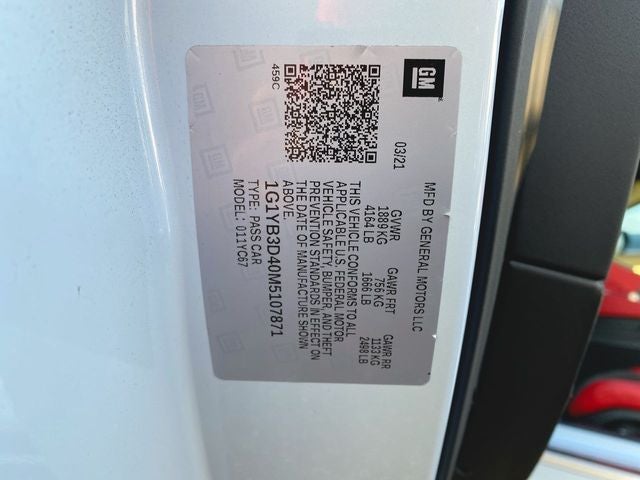 GM
MFD BY GENERAL MOTORS LLC
03/21
GVWR GAWR FRT GAWR RR
1889 KG 756 KG 1133 KG
4164 LB 1666 LB 2498 LB
THIS VEHICLE CONFORMS TO ALL
APPLICABLE U.S. FEDERAL MOTOR
VEHICLE SAFETY, BUMPER, AND THEFT
PREVENTION STANDARDS IN EFFECT ON
THE DATE OF MANUFACTURE SHOWN
ABOVE.
1G1YB3D40M5107871
TYPE: PASS CAR
MODEL: 011YC67
459C